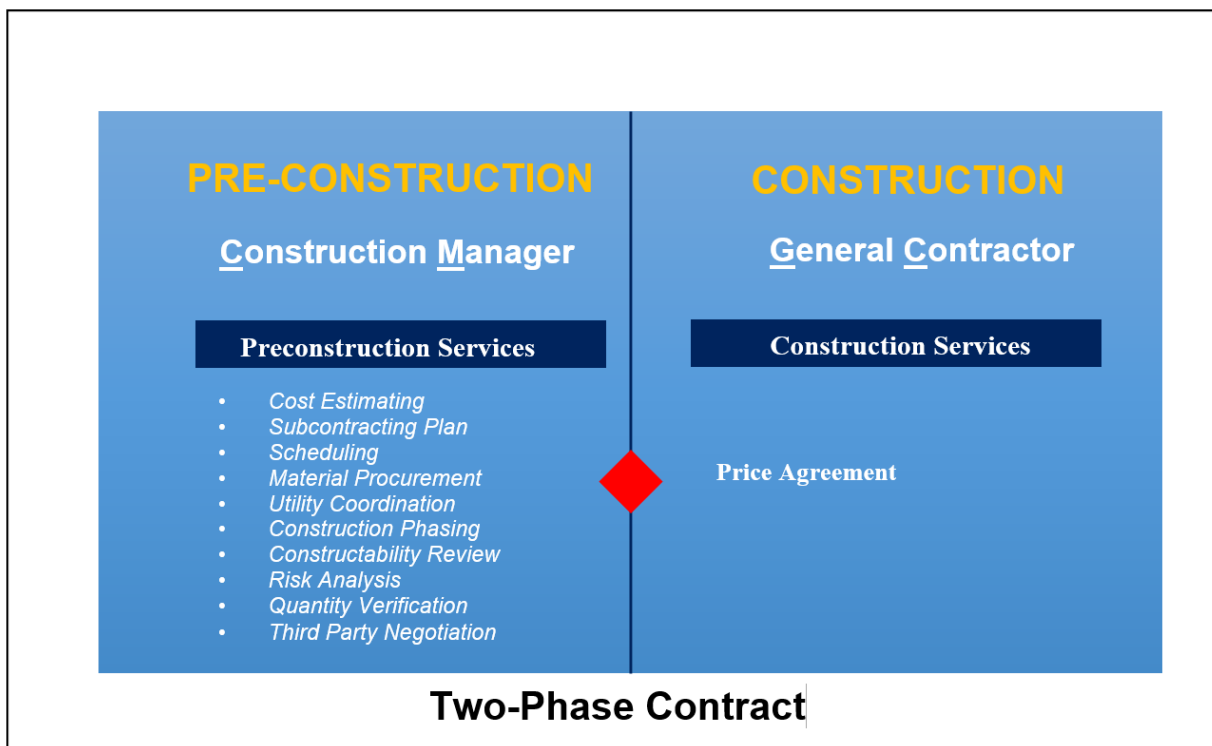 PRE-CONSTRUCTION
Construction Manager
Preconstruction Services
• Cost Estimating
• Subcontracting Plan
• Scheduling
• Material Procurement
• Utility Coordination
• Construction Phasing
• Constructability Review
• Risk Analysis
• Quantity Verification
• Third Party Negotiation
CONSTRUCTION
General Contractor
Construction Services
Price Agreement
Two-Phase Contract